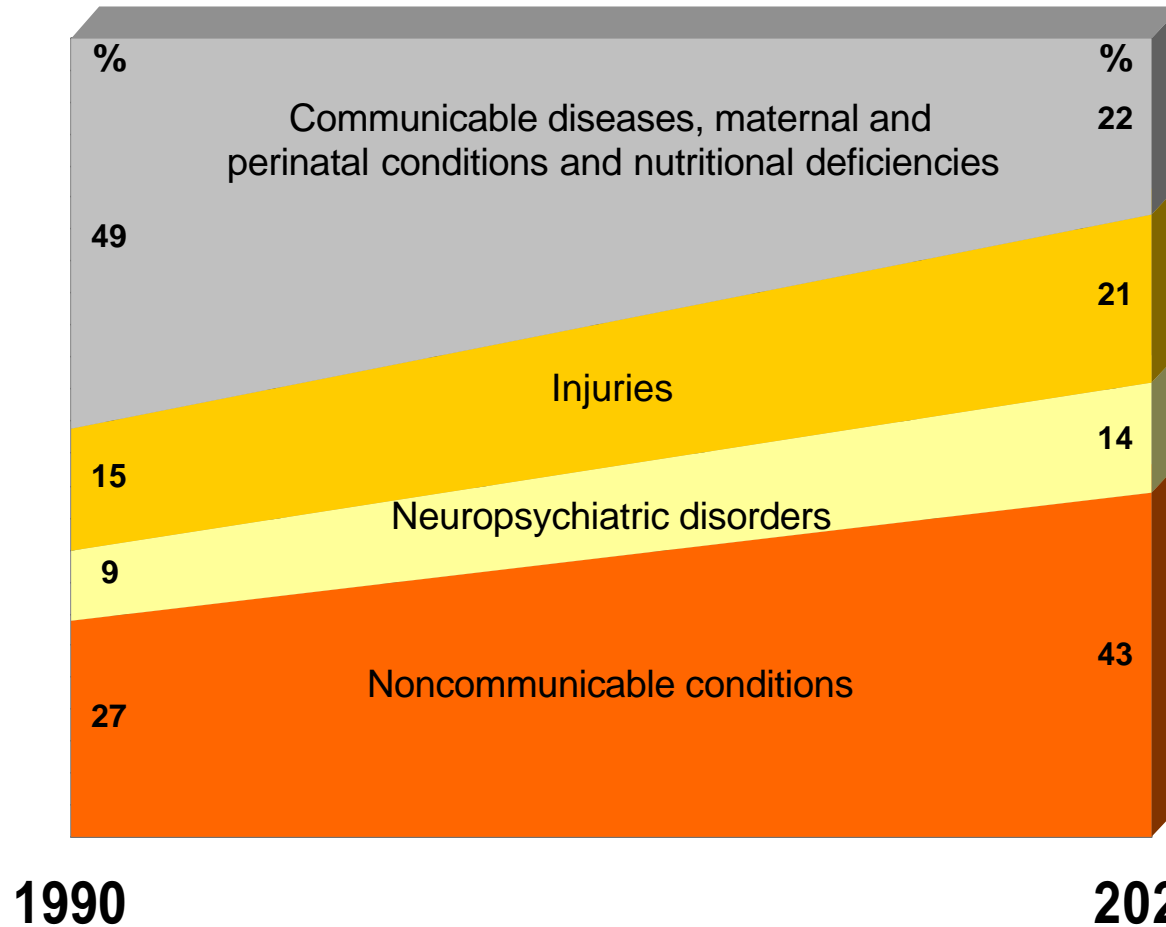 %
%
Communicable diseases, maternal and
22
perinatal conditions and nutritional deficiencies
49
21
Injuries
14
15
Neuropsychiatric disorders
9
43
Noncommunicable conditions
27
1990
202